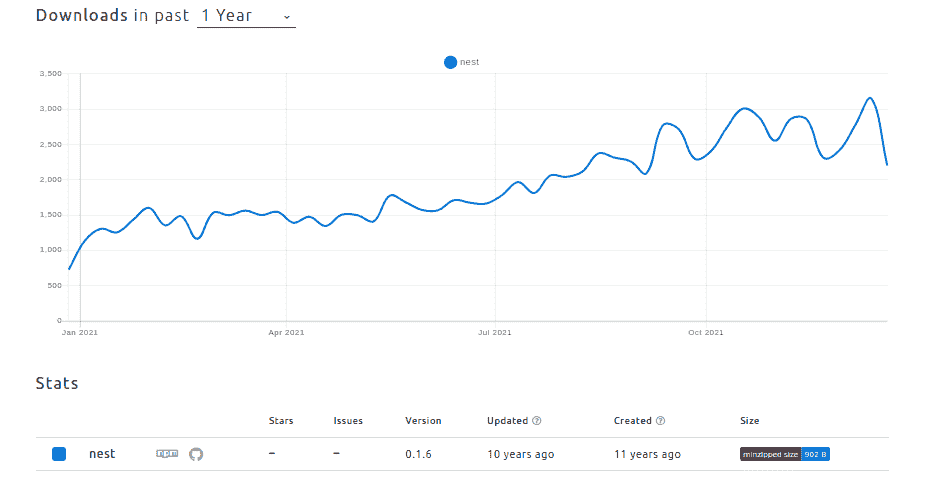 Downloads in past 1 Year
nest
3,500
3,000
2,500
2,000
1,500
1,000
500
0
Jan 2021 Apr 2021 Jul 2021 Oct 2021
Stats
Stars Issues Version Updated ? Created ? Size
nest npm – – 0.1.6 10 years ago 11 years ago minzipped size 902 B